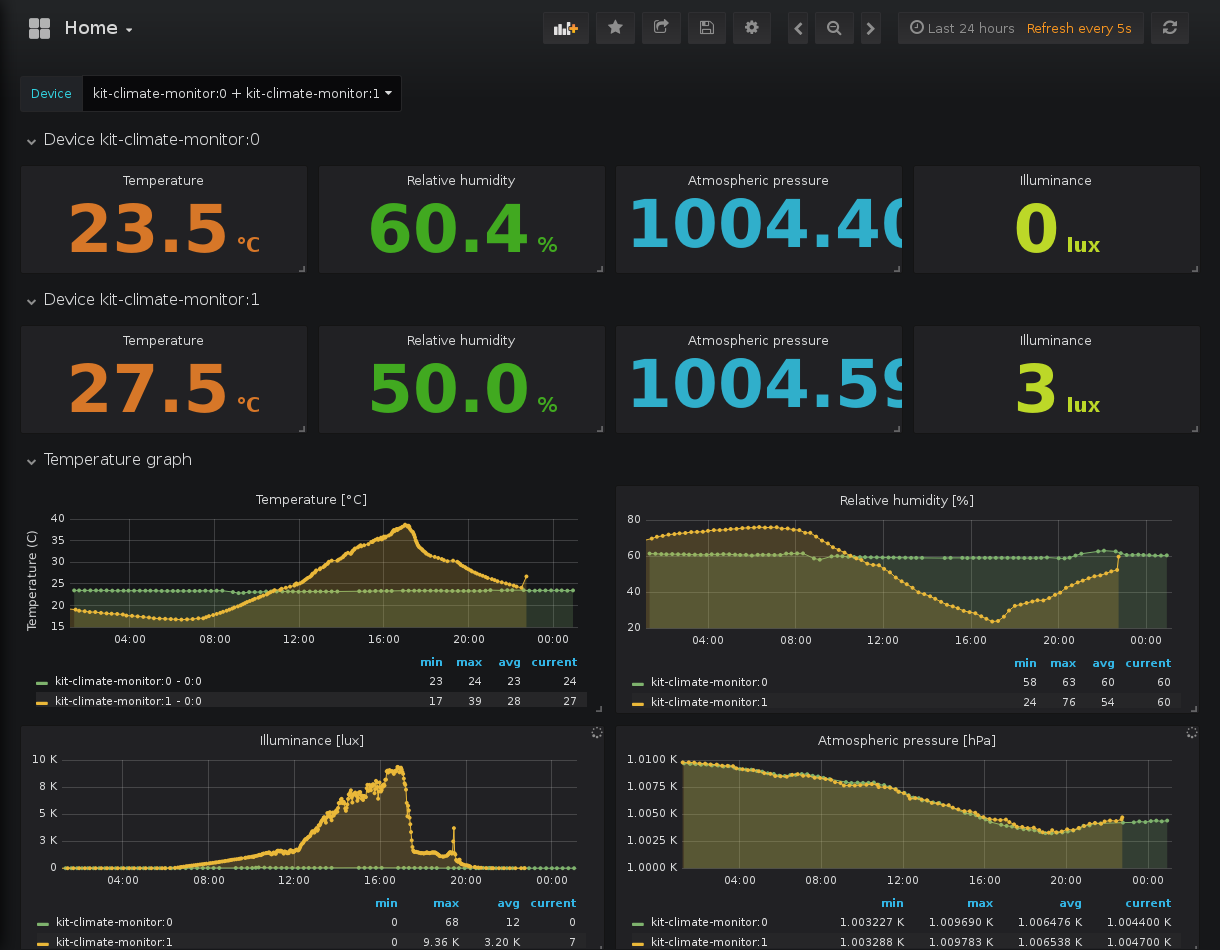 Home
Last 24 hours Refresh every 5s
Device kit-climate-monitor:0 + kit-climate-monitor:1
Device kit-climate-monitor:0
Temperature Relative humidity Atmospheric pressure Illuminance
23.5 °C 60.4 % 1004.40 0 lux
Device kit-climate-monitor:1
Temperature Relative humidity Atmospheric pressure Illuminance
27.5 °C 50.0 % 1004.59 3 lux
Temperature graph
Temperature [°C]
Temperature (C)
40
35
30
25
20
15
04:00 08:00 12:00 16:00 20:00 00:00
min max avg current
kit-climate-monitor:0 - 0:0 23 24 23 24
kit-climate-monitor:1 - 0:0 17 39 28 27
Relative humidity [%]
80
60
40
20
04:00 08:00 12:00 16:00 20:00 00:00
min max avg current
kit-climate-monitor:0 58 63 60 60
kit-climate-monitor:1 24 76 54 60
Illuminance [lux]
10 K
8 K
5 K
3 K
0
04:00 08:00 12:00 16:00 20:00 00:00
min max avg current
kit-climate-monitor:0 0 68 12 0
kit-climate-monitor:1 0 9.36 K 3.20 K 7
Atmospheric pressure [hPa]
1.0100 K
1.0075 K
1.0050 K
1.0025 K
1.0000 K
04:00 08:00 12:00 16:00 20:00 00:00
min max avg current
kit-climate-monitor:0 1.003227 K 1.009690 K 1.006476 K 1.004400 K
kit-climate-monitor:1 1.003288 K 1.009783 K 1.006538 K 1.004700 K